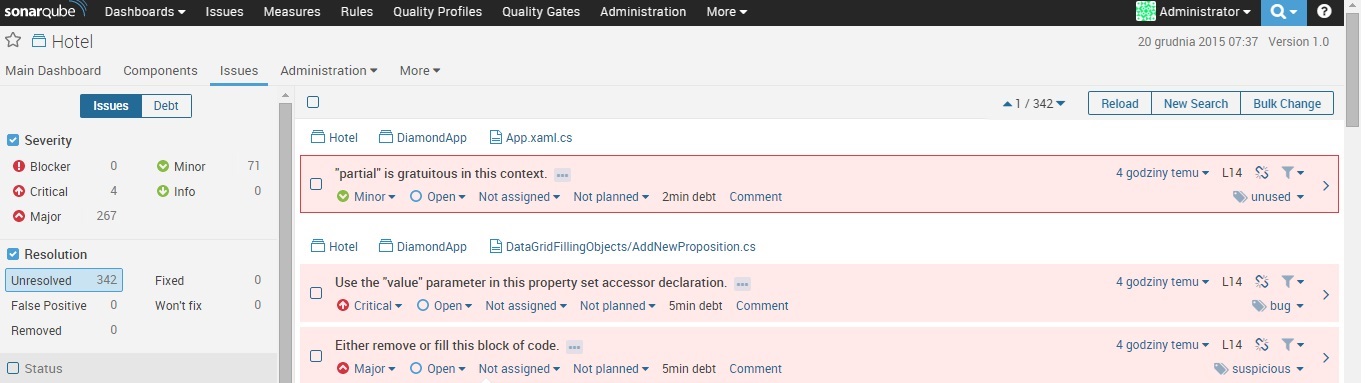 sonarqube Dashboards Issues Measures Rules Quality Profiles Quality Gates Administration More Administrator ?
Hotel 20 grudnia 2015 07:37 Version 1.0
Main Dashboard Components Issues Administration More
Issues Debt
1 / 342 Reload New Search Bulk Change
Severity
Blocker 0 Minor 71
Critical 4 Info 0
Major 267
Resolution
Unresolved 342 Fixed 0
False Positive 0 Won't fix 0
Removed 0
Status
Hotel DiamondApp App.xaml.cs
"partial" is gratuitous in this context. ... 4 godziny temu L14
Minor Open Not assigned Not planned 2min debt Comment unused
Hotel DiamondApp DataGridFillingObjects/AddNewProposition.cs
Use the "value" parameter in this property set accessor declaration. ... 4 godziny temu L14
Critical Open Not assigned Not planned 5min debt Comment bug
Either remove or fill this block of code. ... 4 godziny temu L14
Major Open Not assigned Not planned 5min debt Comment suspicious